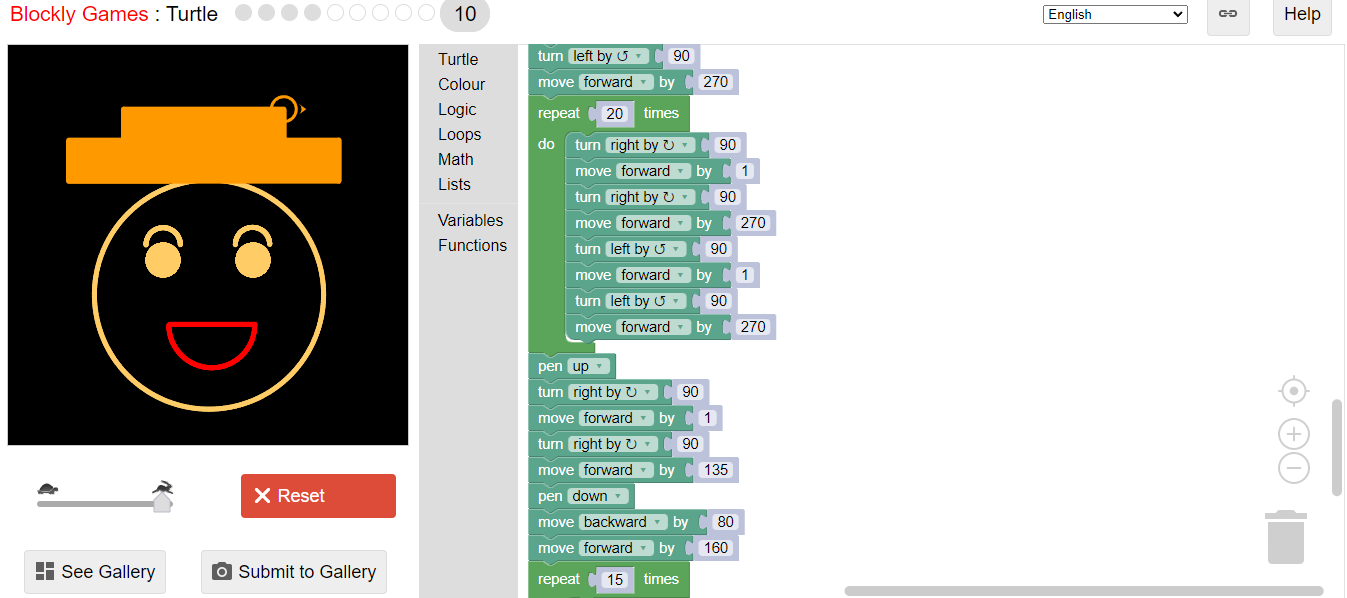 Blockly Games : Turtle 10 English Help
Turtle
Colour
Logic
Loops
Math
Lists
Variables
Functions
turn left by ↺ 90
move forward by 270
repeat 20 times
do turn right by ↻ 90
move forward by 1
turn right by ↻ 90
move forward by 270
turn left by ↺ 90
move forward by 1
turn left by ↺ 90
move forward by 270
pen up
turn right by ↻ 90
move forward by 1
turn right by ↻ 90
move forward by 135
pen down
move backward by 80
move forward by 160
repeat 15 times
Reset
See Gallery
Submit to Gallery